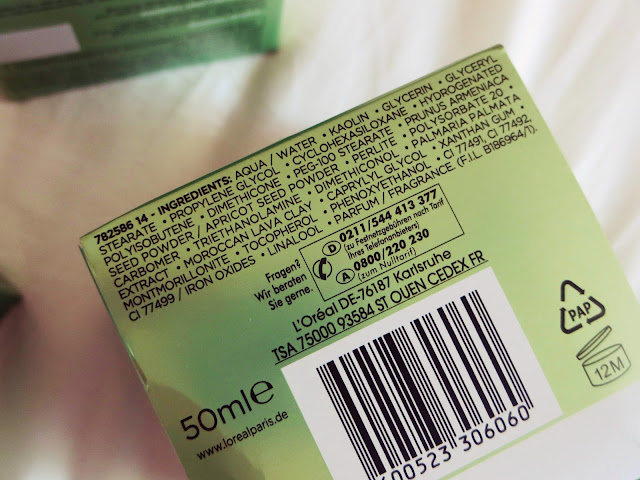 782586 14 - INGREDIENTS: AQUA / WATER • KAOLIN • GLYCERIN • GLYCERYL
STEARATE • PROPYLENE GLYCOL • CYCLOHEXASILOXANE • HYDROGENATED
POLYISOBUTENE • DIMETHICONE • PEG-100 STEARATE • PRUNUS ARMENIACA
SEED POWDER / APRICOT SEED POWDER • PERLITE • POLYSORBATE 20
CARBOMER • TRIETHANOLAMINE • DIMETHICONOL • PALMARIA PALMATA
EXTRACT • MOROCCAN LAVA CLAY • CAPRYLYL GLYCOL • XANTHAN GUM •
MONTMORILLONITE • TOCOPHEROL • PHENOXYETHANOL • CI 77491, CI 77492,
CI 77499 / IRON OXIDES • LINALOOL • PARFUM / FRAGRANCE. (F.I.L. B186964/1).
Fragen?
Wir beraten
Sie gerne.
D 0211/544 413 377
(zu Festnetzgebühren nach Tarif
Ihres Telefonanbieters)
A 0800/220 230
(zum Nulltarif)
L'Oréal DE-76187 Karlsruhe
TSA 75000 93584 ST OUEN CEDEX FR
50ml e
www.lorealparis.de
600523 306060
PAP
12M